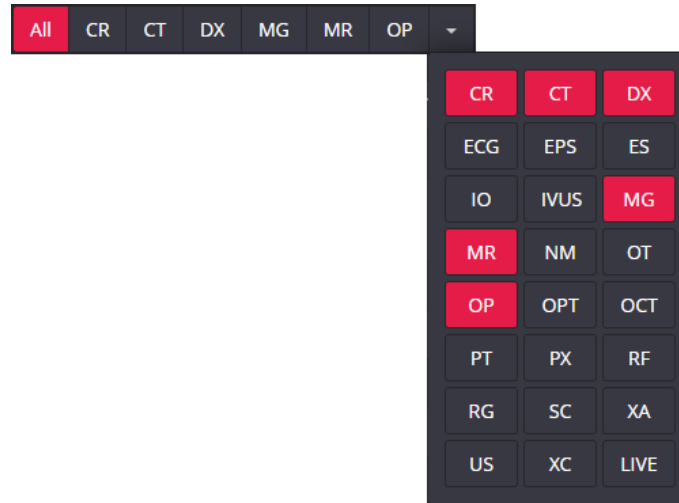 All CR CT DX MG MR OP
CR CT DX
ECG EPS ES
IO IVUS MG
MR NM OT
OP OPT OCT
PT PX RF
RG SC XA
US XC LIVE